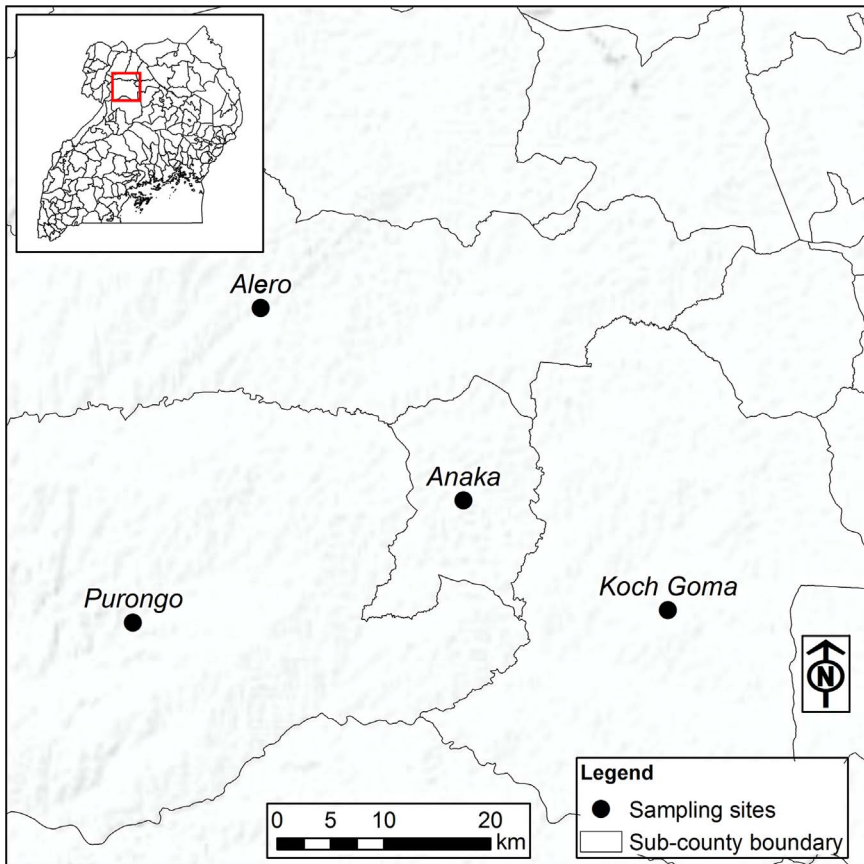 Alero
Anaka
Purongo
Koch Goma
N
Legend
Sampling sites
Sub-county boundary
0 5 10 20
km